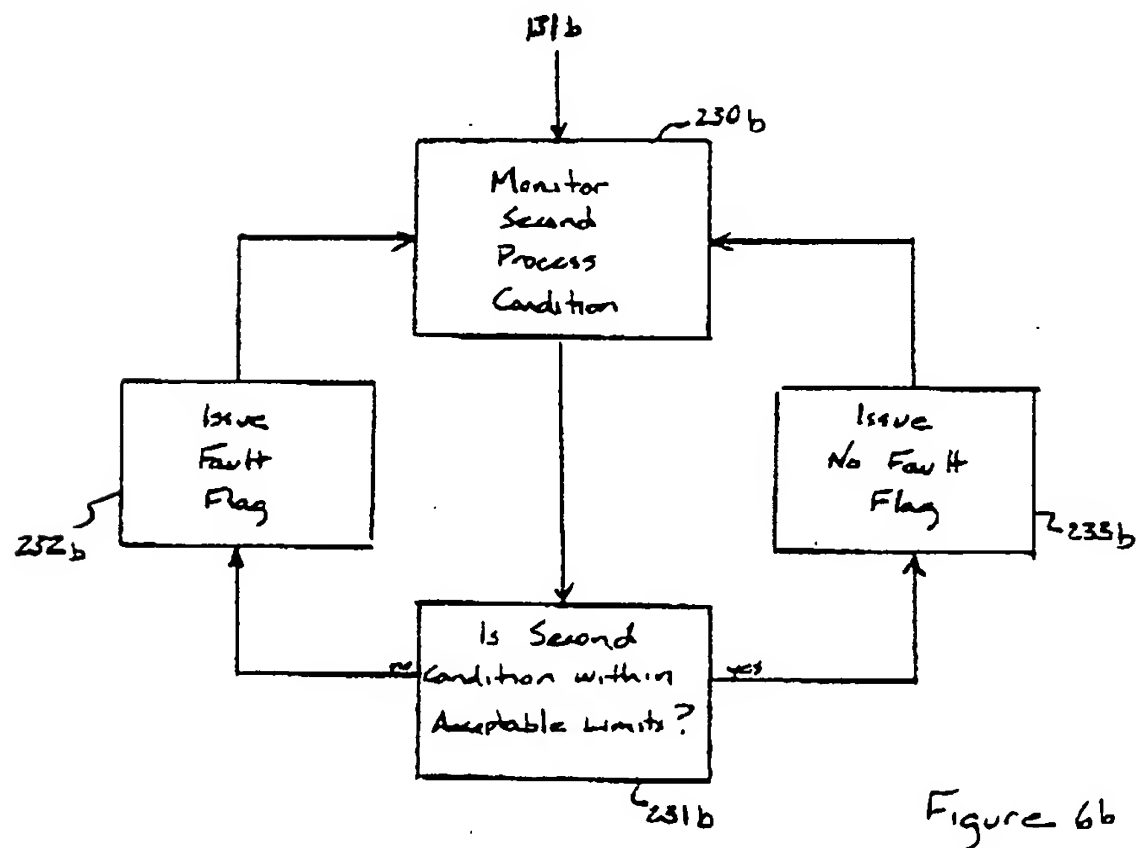 131b
230b
Monitor
Second
Process
Condition
Issue
Fault
Flag
232b
Issue
No Fault
Flag
233b
Is Second
no Condition within yes
Acceptable Limits?
231b
Figure 6b